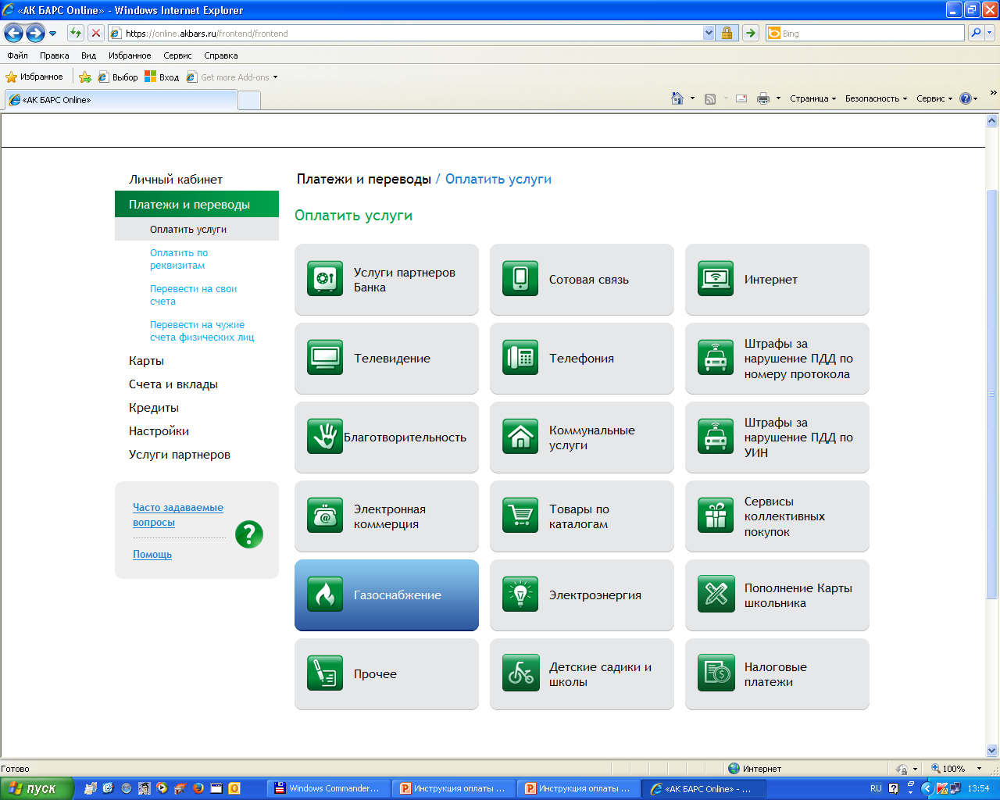 «АК БАРС Online» - Windows Internet Explorer
https://online.akbars.ru/frontend/frontend
Bing
Файл Правка Вид Избранное Сервис Справка
Избранное Выбор Вход Get more Add-ons
«АК БАРС Online»
Страница Безопасность Сервис
Личный кабинет
Платежи и переводы
Оплатить услуги
Оплатить по
реквизитам
Перевести на свои
счета
Перевести на чужие
счета физических лиц
Карты
Счета и вклады
Кредиты
Настройки
Услуги партнеров
Часто задаваемые
вопросы
Помощь
Платежи и переводы / Оплатить услуги
Оплатить услуги
Услуги партнеров
Банка
Сотовая связь
Интернет
Телевидение
Телефония
Штрафы за
нарушение ПДД по
номеру протокола
Благотворительность
Коммунальные
услуги
Штрафы за
нарушение ПДД по
УИН
Электронная
коммерция
Товары по
каталогам
Сервисы
коллективных
покупок
Газоснабжение
Электроэнергия
Пополнение Карты
школьника
Прочее
Детские садики и
школы
Налоговые
платежи
Готово
Интернет
100%
пуск
Windows Commander...
Инструкция оплаты ...
Инструкция оплаты ...
«АК БАРС Online» - ...
RU
13:54